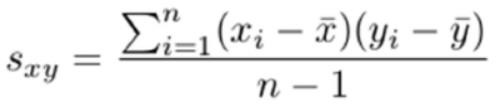 s_{xy} = \frac{\sum_{i=1}^{n}(x_i - \bar{x})(y_i - \bar{y})}{n - 1}